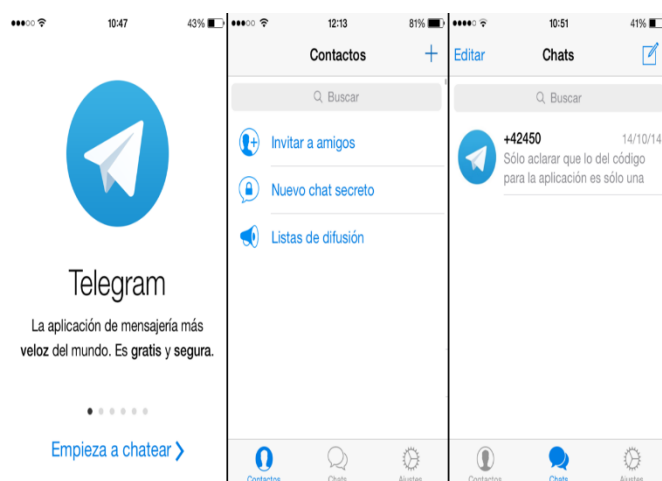 10:47
43%
Telegram
La aplicación de mensajería más
veloz del mundo. Es gratis y segura.
Empieza a chatear
12:13
81%
Contactos
Buscar
Invitar a amigos
Nuevo chat secreto
Listas de difusión
Contactos
Chats
Ajustes
10:51
41%
Editar
Chats
Buscar
+42450
14/10/14
Sólo aclarar que lo del código
para la aplicación es sólo una
Contactos
Chats
Ajustes